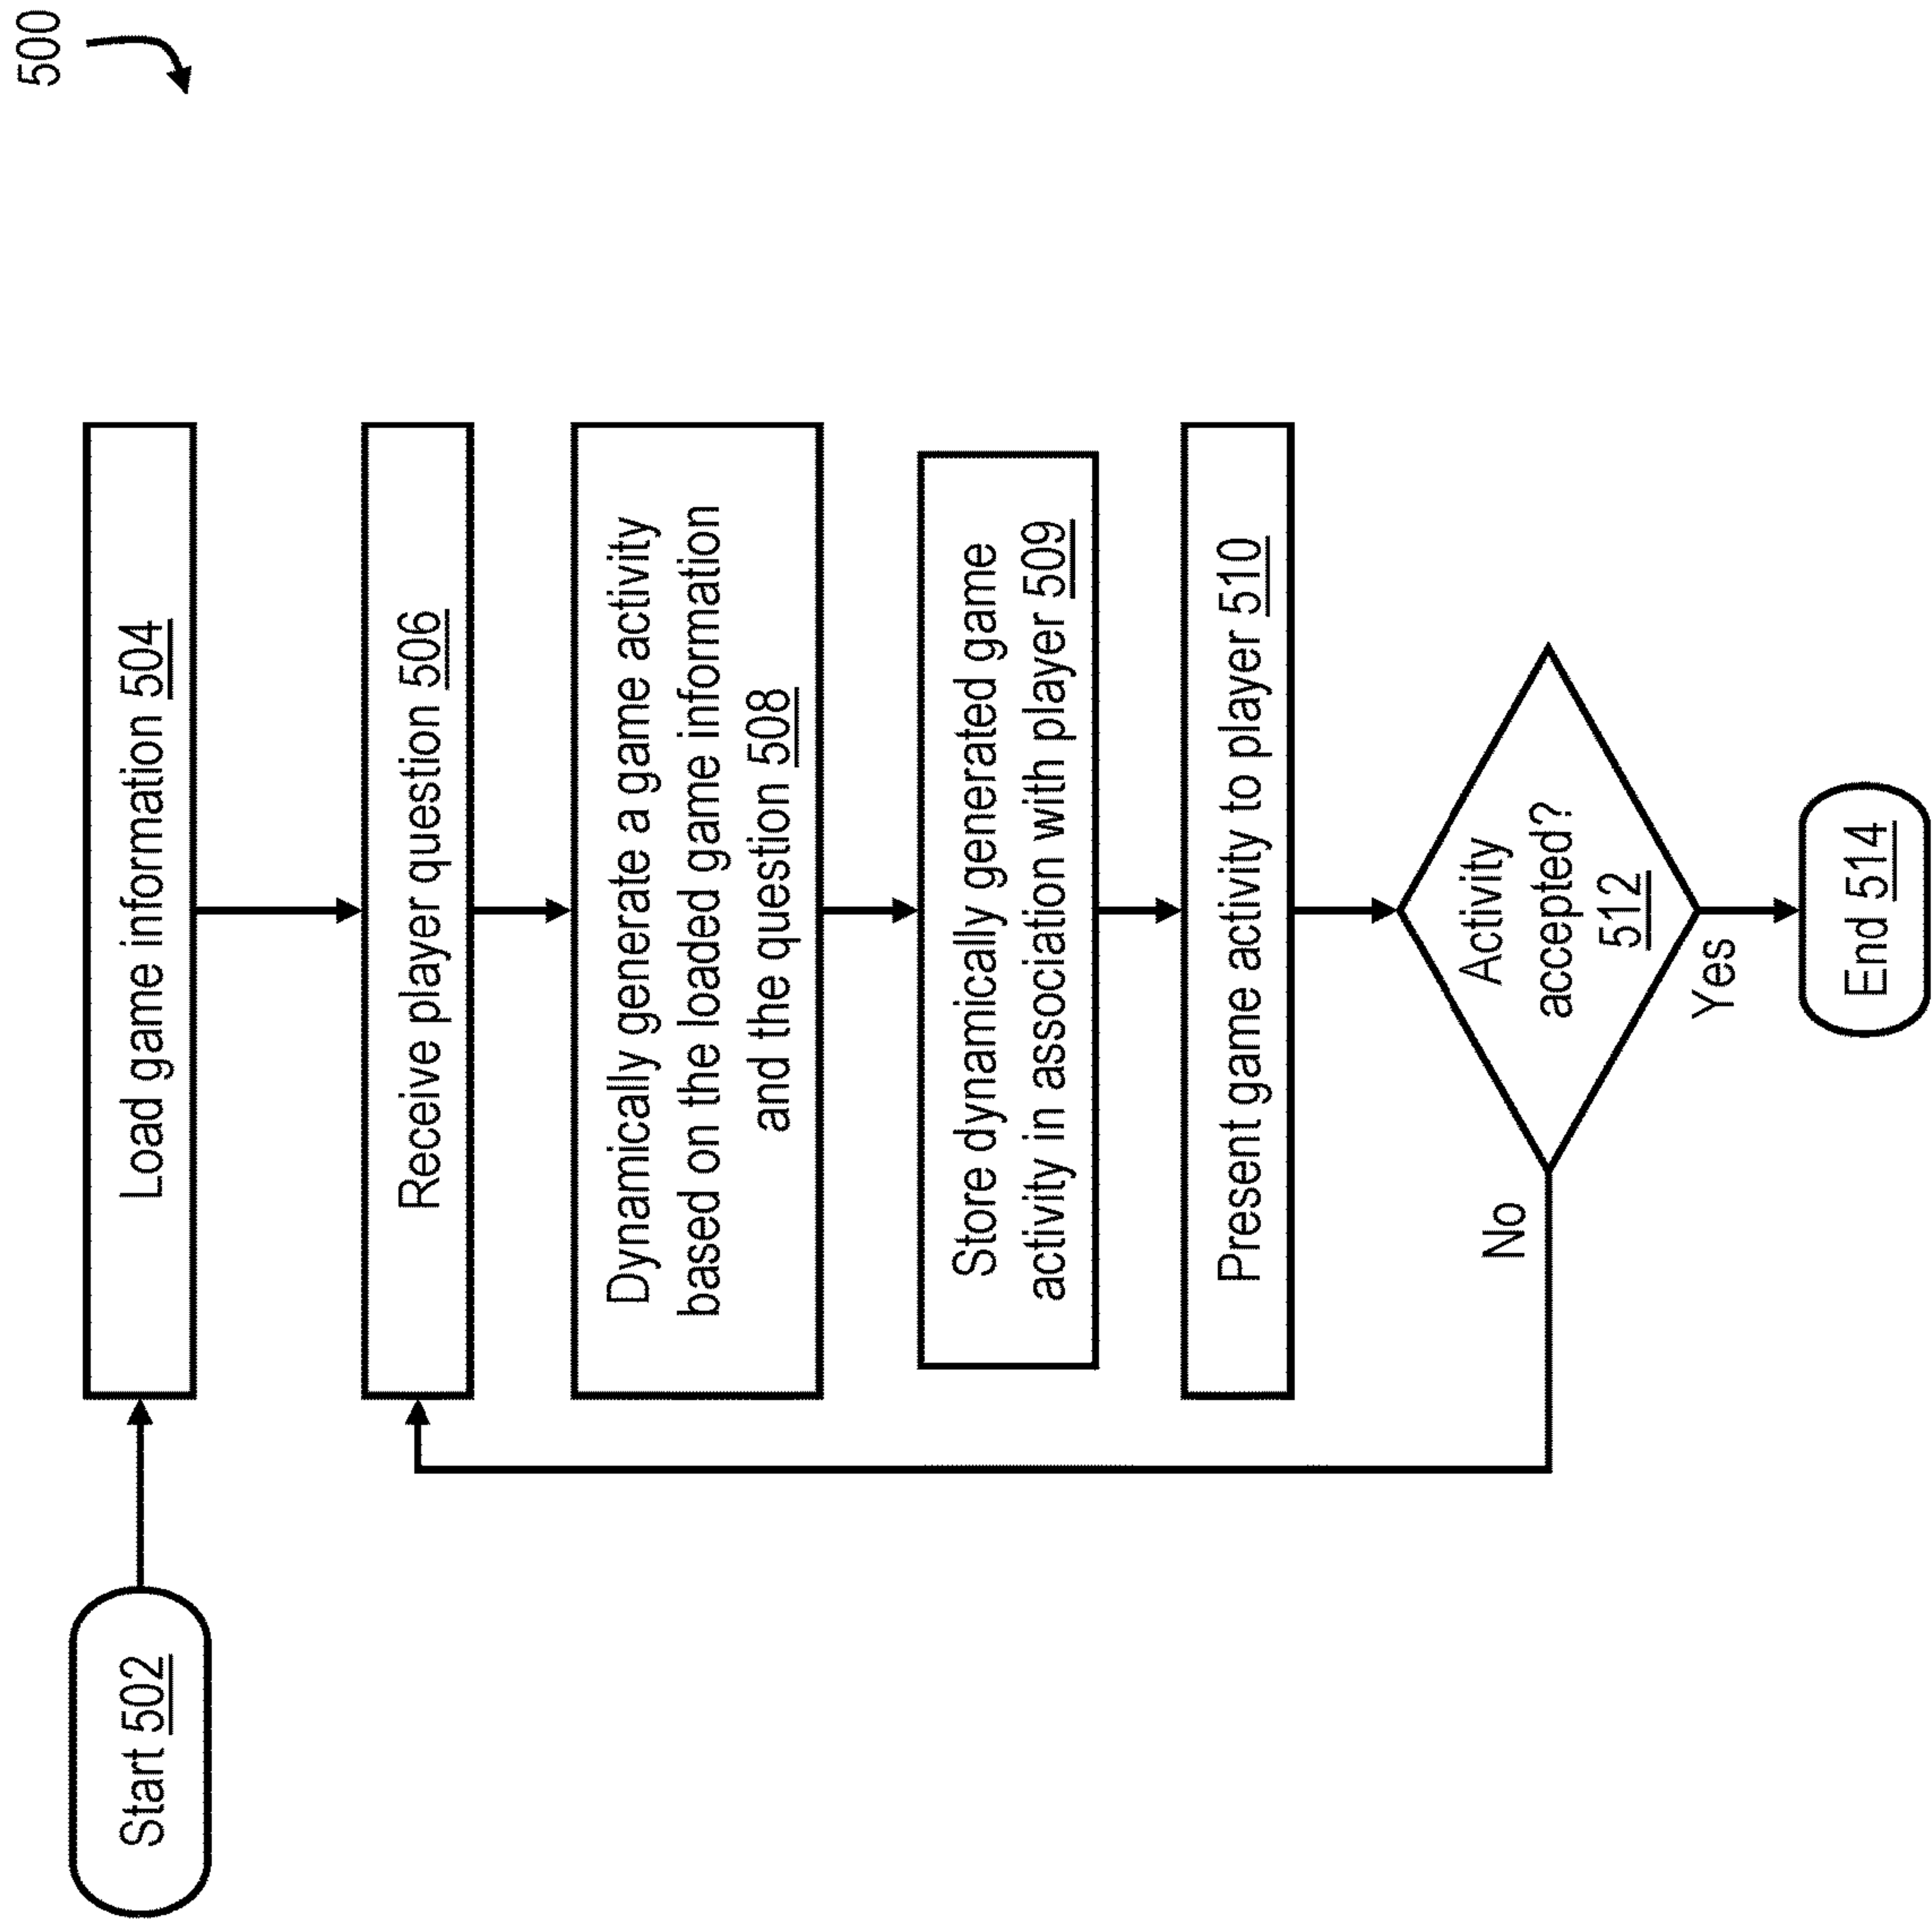 500
Start 502
Load game information 504
Receive player question 506
Dynamically generate a game activity
based on the loaded game information
and the question 508
Store dynamically generated game
activity in association with player 509
Present game activity to player 510
Activity
accepted?
512
No
Yes
End 514